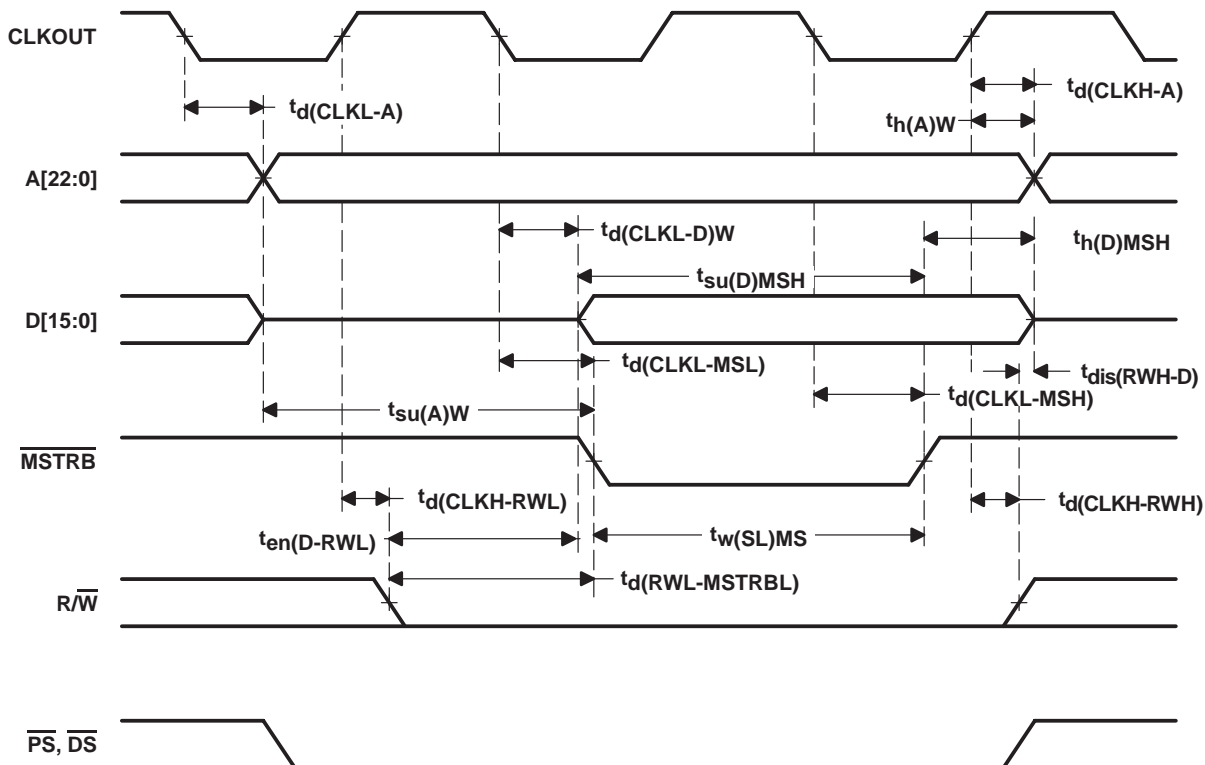 CLKOUT
td(CLKL-A)
td(CLKH-A)
th(A)W
A[22:0]
td(CLKL-D)W
th(D)MSH
tsu(D)MSH
D[15:0]
td(CLKL-MSL)
tdis(RWH-D)
td(CLKL-MSH)
tsu(A)W
MSTRB
td(CLKH-RWL)
td(CLKH-RWH)
ten(D-RWL)
tw(SL)MS
td(RWL-MSTRBL)
R/W
PS, DS